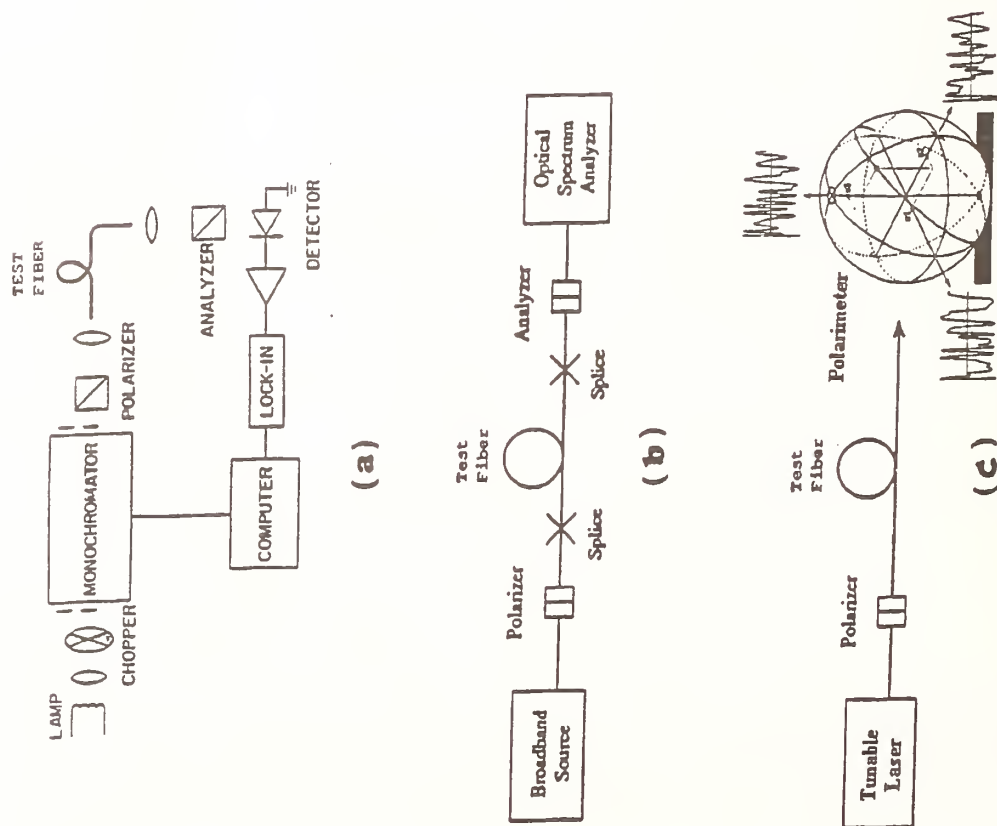 LAMP
CHOPPER
MONOCHROMATOR
POLARIZER
TEST
FIBER
ANALYZER
DETECTOR
LOCK-IN
COMPUTER
(a)
Broadband
Source
Polarizer
Splice
Test
Fiber
Splice
Analyzer
Optical
Spectrum
Analyzer
(b)
Tunable
Laser
Polarizer
Test
Fiber
Polarimeter
(c)